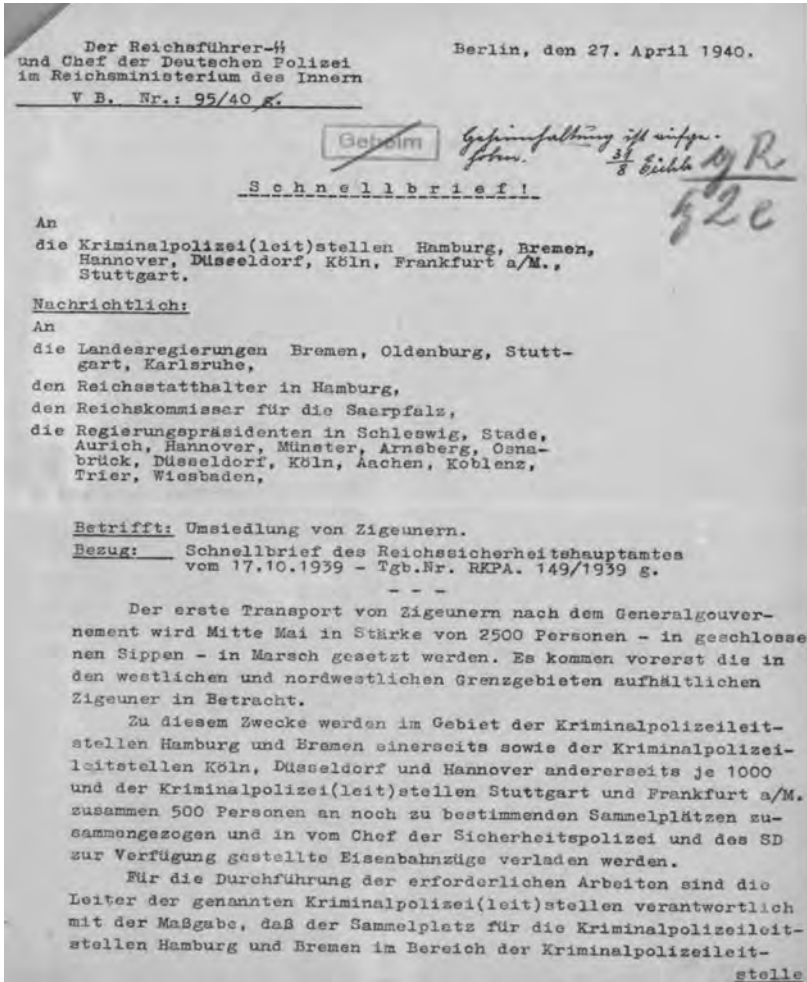 Der Reichsführer-SS
und Chef der Deutschen Polizei
im Reichsministerium des Innern
V B. Nr.: 95/40 g.
Berlin, den 27. April 1940.
Geheim
Geheimhaltung ist aufge-
hoben.
31/8
S c h n e l l b r i e f !
An
die Kriminalpolizei(leit)stellen Hamburg, Bremen,
Hannover, Düsseldorf, Köln, Frankfurt a/M.,
Stuttgart.
Nachrichtlich:
An
die Landesregierungen Bremen, Oldenburg, Stutt-
gart, Karlsruhe,
den Reichsstatthalter in Hamburg,
den Reichskommissar für die Saarpfalz,
die Regierungspräsidenten in Schleswig, Stade,
Aurich, Hannover, Münster, Arnsberg, Osna-
brück, Düsseldorf, Köln, Aachen, Koblenz,
Trier, Wiesbaden,
Betrifft: Umsiedlung von Zigeunern.
Bezug: Schnellbrief des Reichssicherheitshauptamtes
vom 17.10.1939 - Tgb.Nr. RKPA. 149/1939 g.
- - -
Der erste Transport von Zigeunern nach dem Generalgouver-
nement wird Mitte Mai in Stärke von 2500 Personen - in geschlosse
nen Sippen - in Marsch gesetzt werden. Es kommen vorerst die in
den westlichen und nordwestlichen Grenzgebieten aufhältlichen
Zigeuner in Betracht.
Zu diesem Zwecke werden im Gebiet der Kriminalpolizeileit-
stellen Hamburg und Bremen einerseits sowie der Kriminalpolizei-
leitstellen Köln, Düsseldorf und Hannover andererseits je 1000
und der Kriminalpolizei(leit)stellen Stuttgart und Frankfurt a/M.
zusammen 500 Personen an noch zu bestimmenden Sammelplätzen zu-
sammengezogen und in vom Chef der Sicherheitspolizei und des SD
zur Verfügung gestellte Eisenbahnzüge verladen werden.
Für die Durchführung der erforderlichen Arbeiten sind die
Leiter der genannten Kriminalpolizei(leit)stellen verantwortlich
mit der Maßgabe, daß der Sammelplatz für die Kriminalpolizeileit-
stellen Hamburg und Bremen im Bereich der Kriminalpolizeileit-
stelle